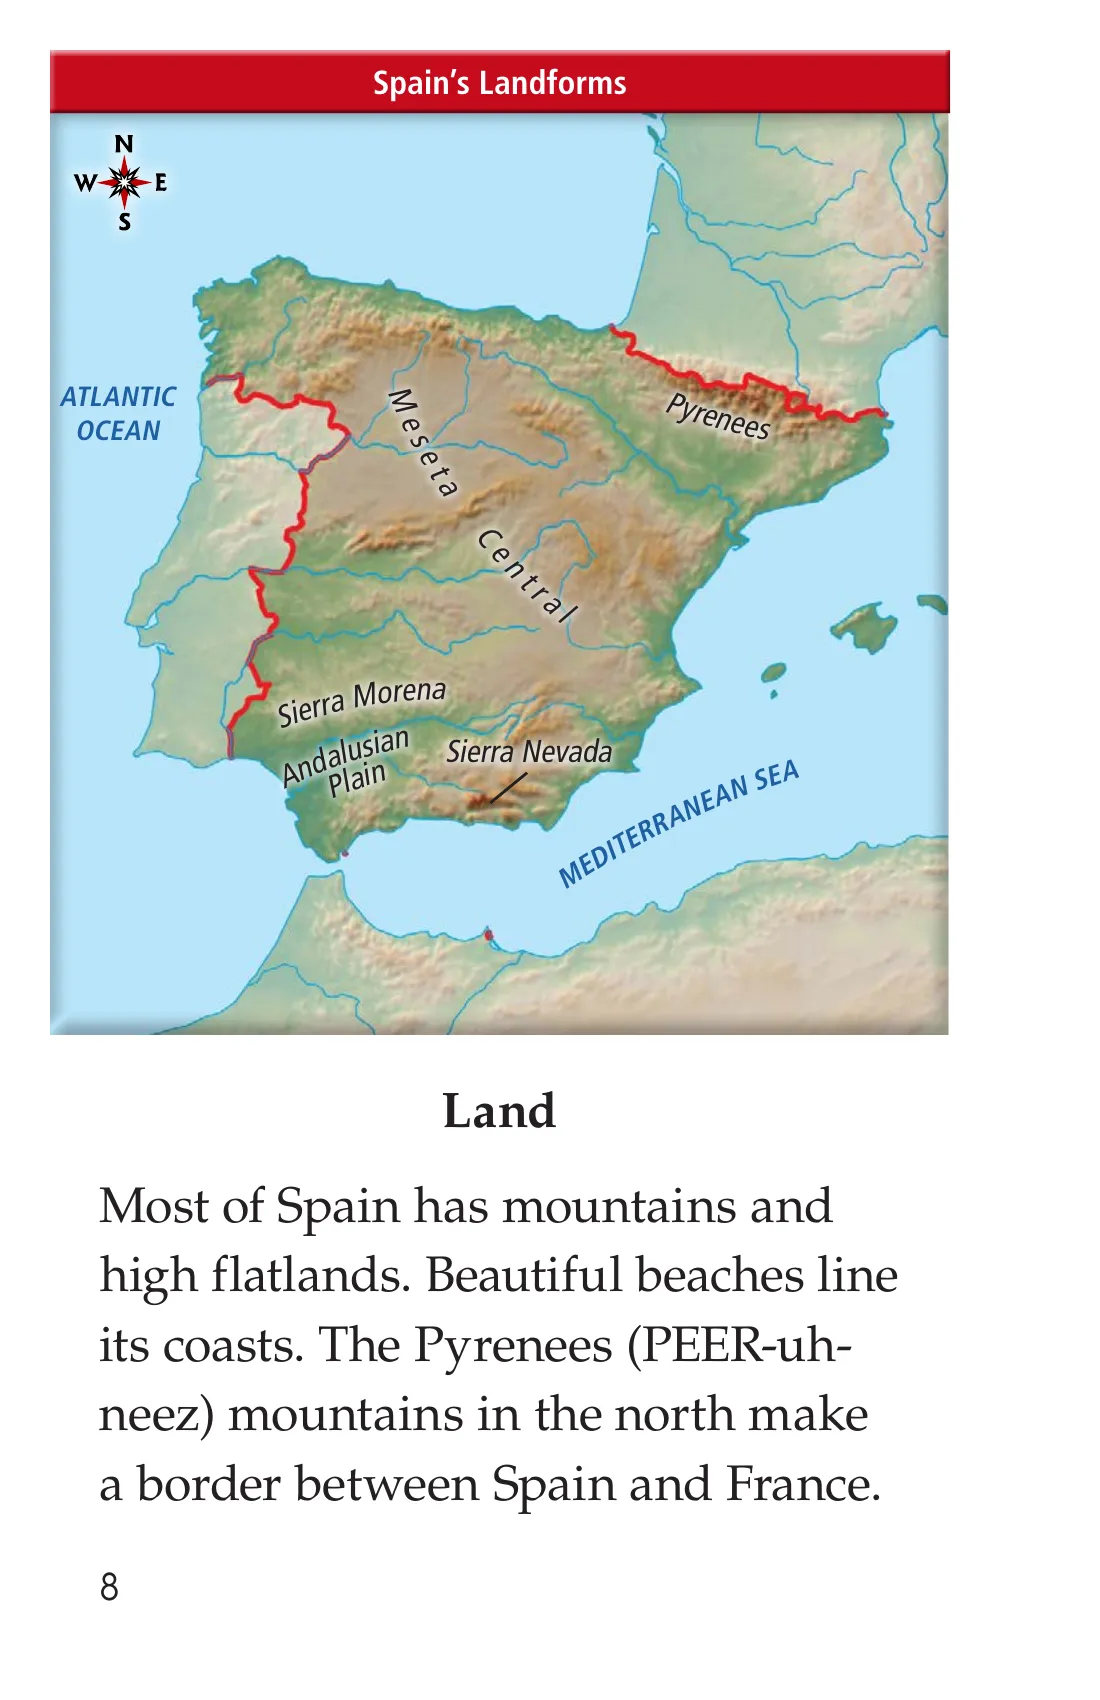 Spain's Landforms
N
W E
S
ATLANTIC
OCEAN
Pyrenees
Meseta
Central
Sierra Morena
Andalusian
Plain
Sierra Nevada
MEDITERRANEAN SEA
Land
Most of Spain has mountains and
high flatlands. Beautiful beaches line
its coasts. The Pyrenees (PEER-uh-
neez) mountains in the north make
a border between Spain and France.
8